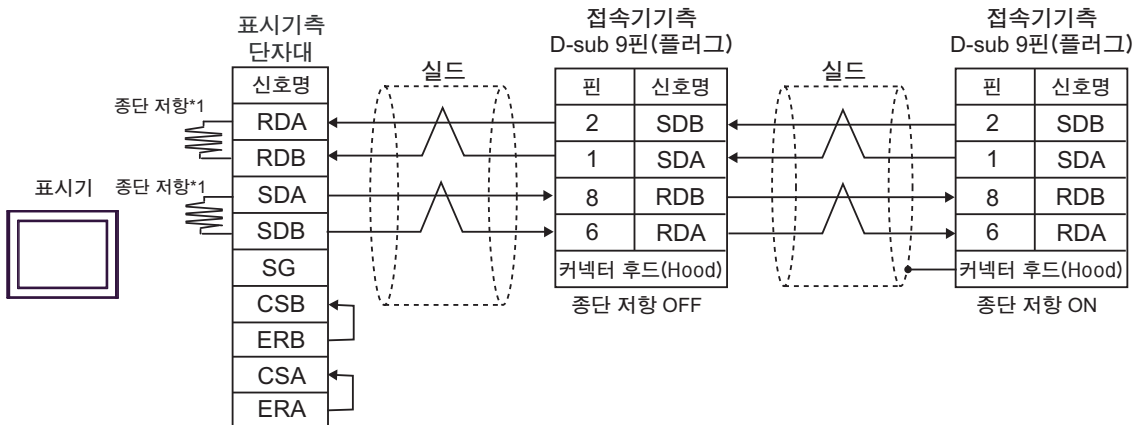 표시기측
단자대
신호명
RDA
RDB
SDA
SDB
SG
CSB
ERB
CSA
ERA
종단 저항*1
종단 저항*1
표시기
실드
접속기기측
D-sub 9핀(플러그)
핀 신호명
2 SDB
1 SDA
8 RDB
6 RDA
커넥터 후드(Hood)
종단 저항 OFF
실드
접속기기측
D-sub 9핀(플러그)
핀 신호명
2 SDB
1 SDA
8 RDB
6 RDA
커넥터 후드(Hood)
종단 저항 ON